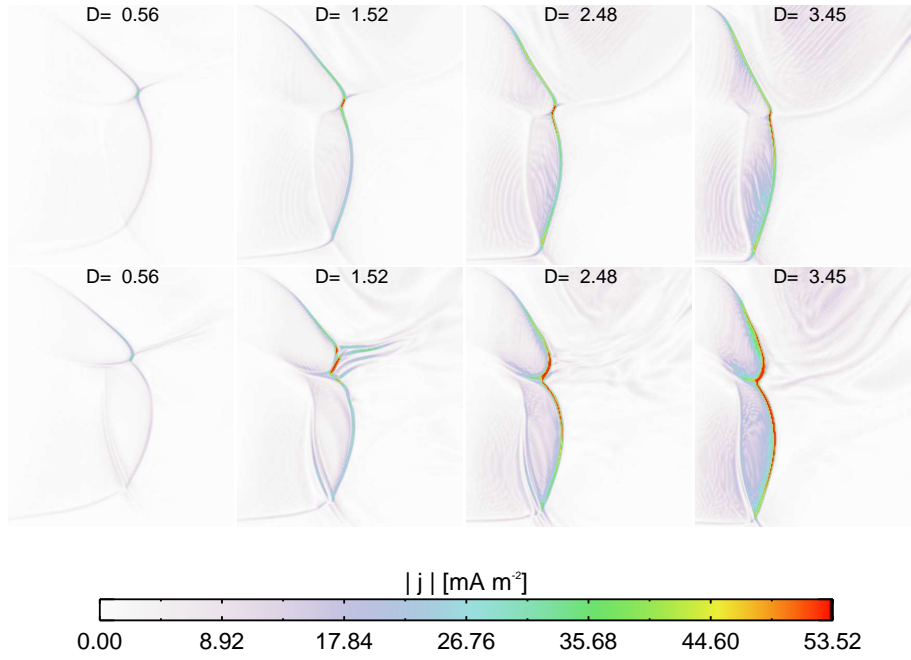 D= 0.56 D= 1.52 D= 2.48 D= 3.45
D= 0.56 D= 1.52 D= 2.48 D= 3.45
| j | [mA m⁻²]
0.00 8.92 17.84 26.76 35.68 44.60 53.52